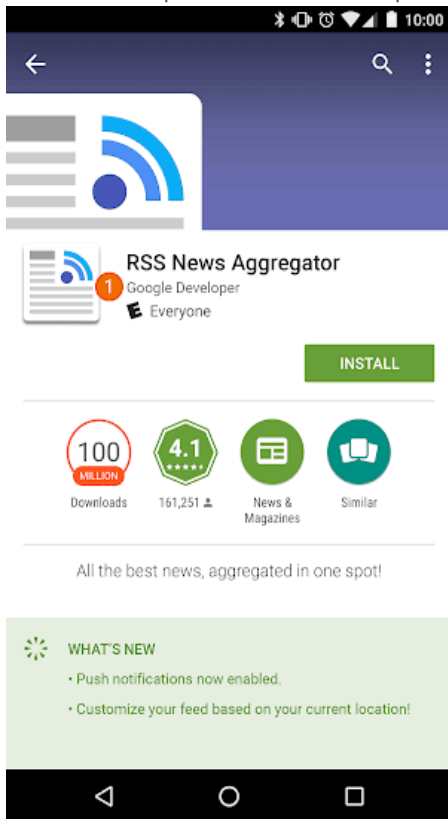 10:00
RSS News Aggregator
1
Google Developer
E Everyone
INSTALL
100
MILLION
4.1
Downloads
161,251
News &
Magazines
Similar
All the best news, aggregated in one spot!
WHAT'S NEW
• Push notifications now enabled.
• Customize your feed based on your current location!